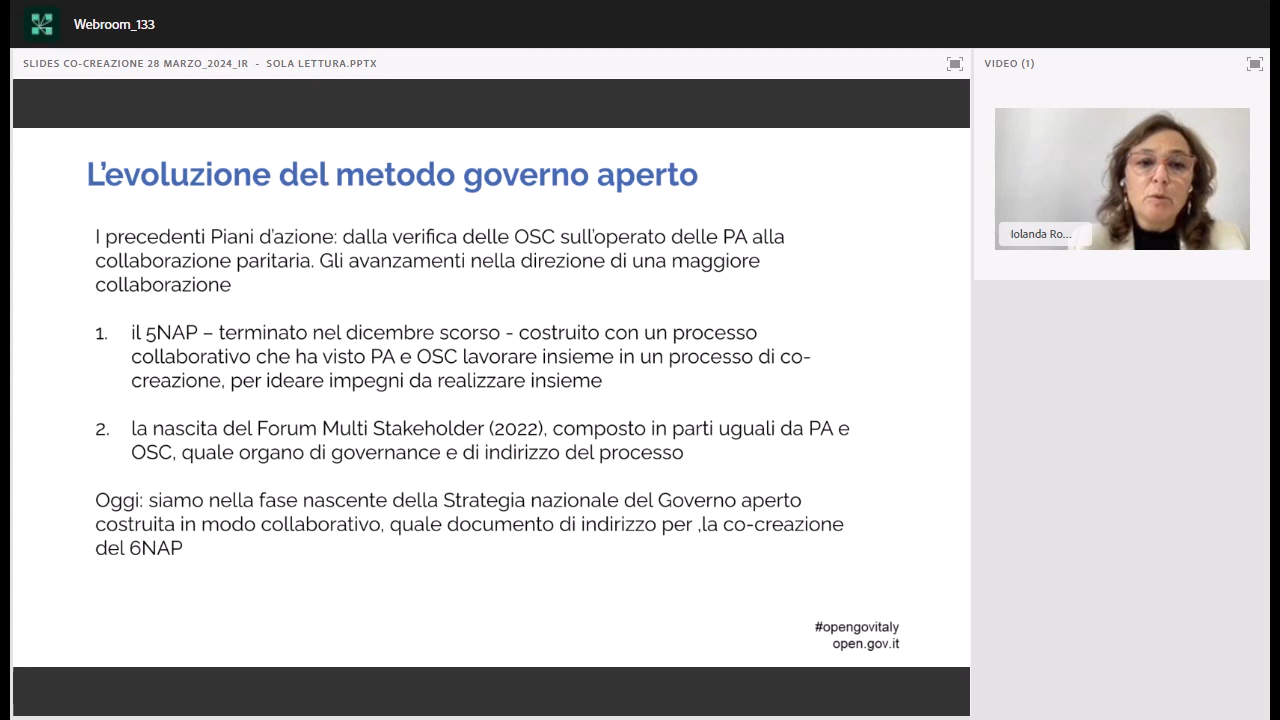 Webroom_133
SLIDES CO-CREAZIONE 28 MARZO_2024_IR - SOLA LETTURA.PPTX
VIDEO (1)
L'evoluzione del metodo governo aperto
I precedenti Piani d'azione: dalla verifica delle OSC sull'operato delle PA alla
collaborazione paritaria. Gli avanzamenti nella direzione di una maggiore
collaborazione
1. il 5NAP – terminato nel dicembre scorso - costruito con un processo
collaborativo che ha visto PA e OSC lavorare insieme in un processo di co-
creazione, per ideare impegni da realizzare insieme
2. la nascita del Forum Multi Stakeholder (2022), composto in parti uguali da PA e
OSC, quale organo di governance e di indirizzo del processo
Oggi: siamo nella fase nascente della Strategia nazionale del Governo aperto
costruita in modo collaborativo, quale documento di indirizzo per ,la co-creazione
del 6NAP
#opengovitaly
open.gov.it
Iolanda Ro...